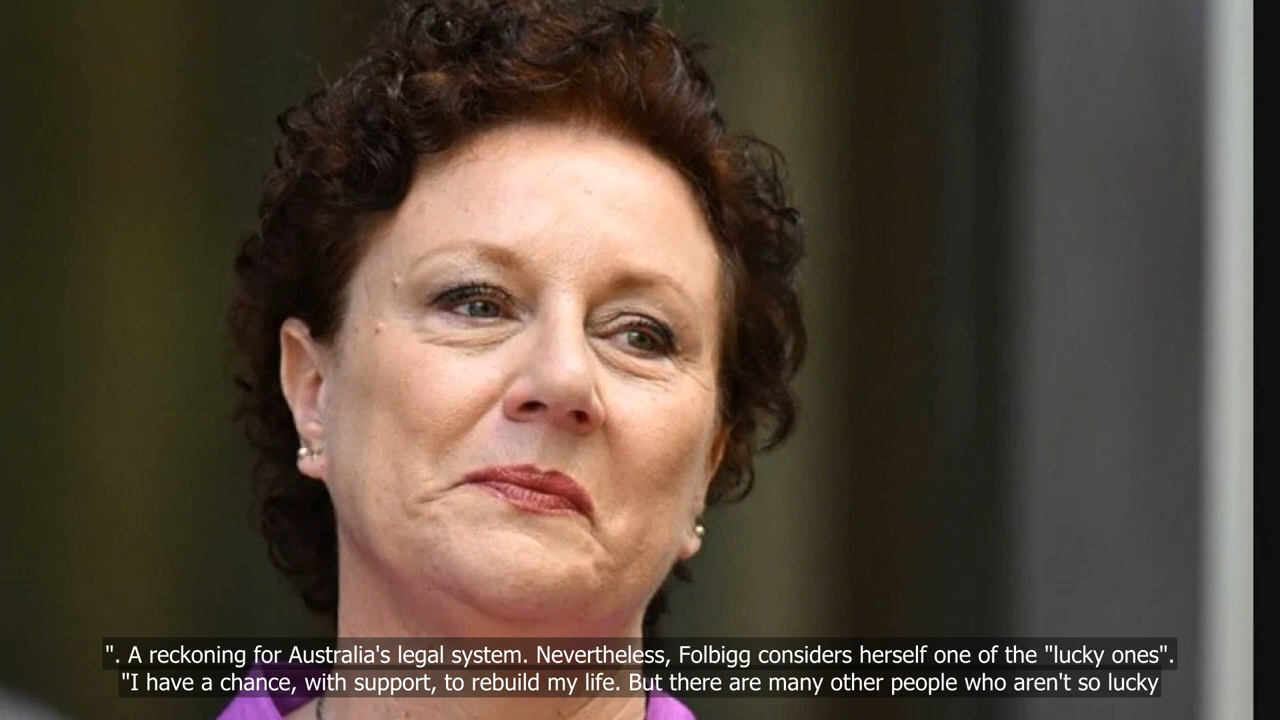 ". A reckoning for Australia's legal system. Nevertheless, Folbigg considers herself one of the "lucky ones".
"I have a chance, with support, to rebuild my life. But there are many other people who aren't so lucky